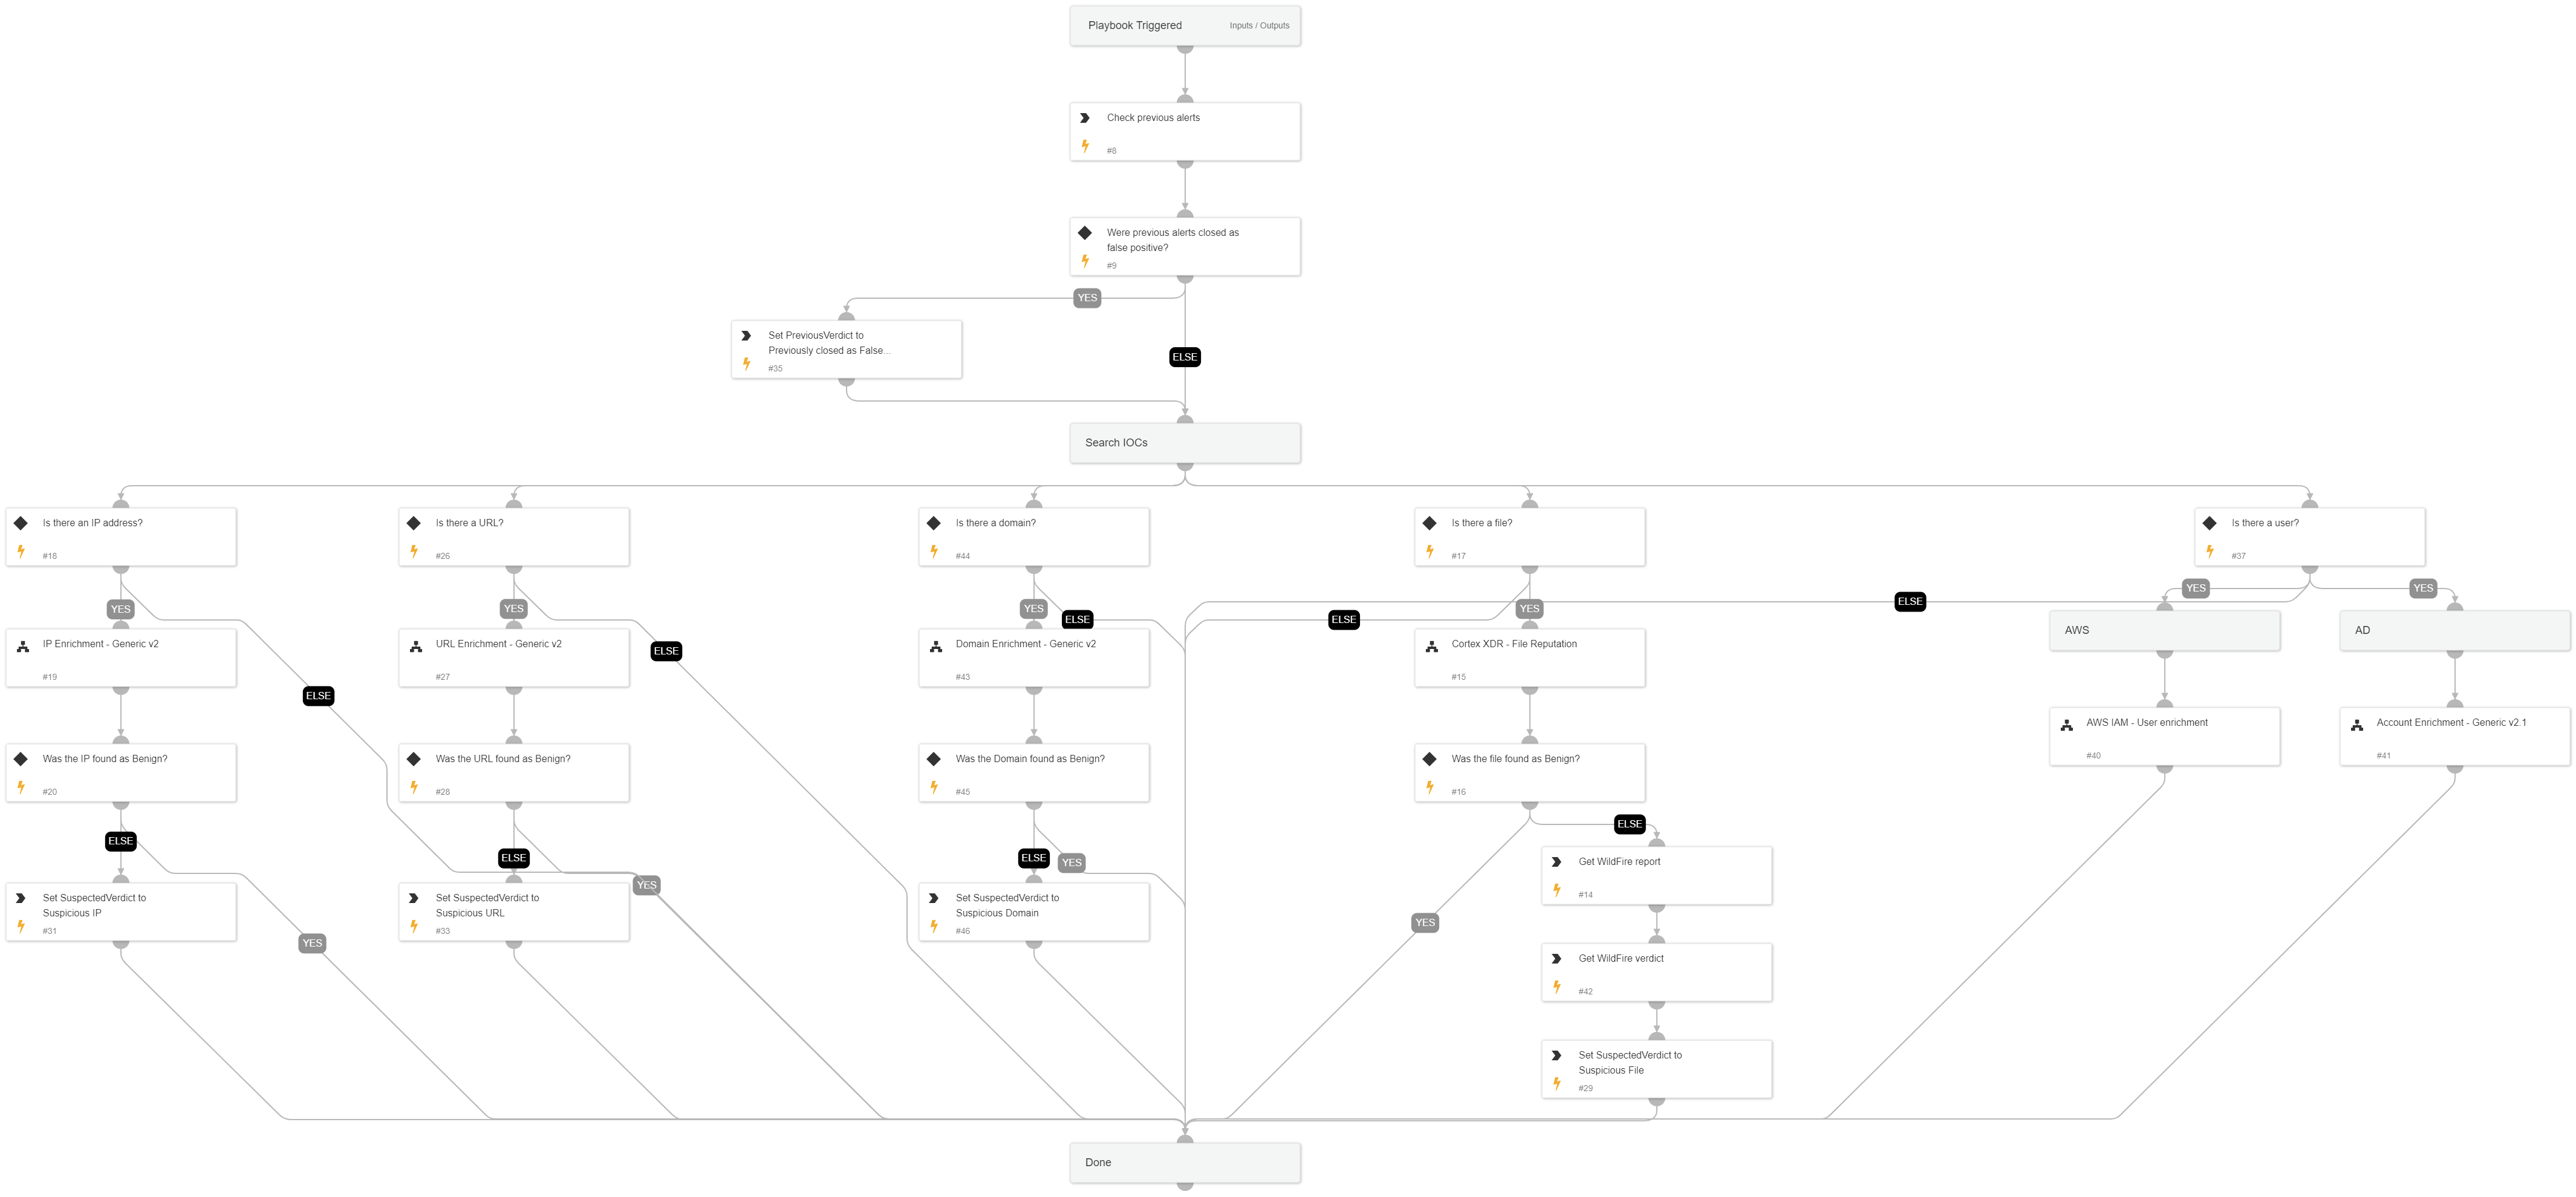 Playbook Triggered
Inputs / Outputs
Check previous alerts
#8
Were previous alerts closed as
false positive?
#9
YES
Set PreviousVerdict to
Previously closed as False...
#35
ELSE
Search IOCs
Is there an IP address?
#18
Is there a URL?
#26
Is there a domain?
#44
Is there a file?
#17
Is there a user?
#37
YES
YES
YES
ELSE
ELSE
YES
ELSE
YES
YES
AWS
AD
IP Enrichment - Generic v2
#19
URL Enrichment - Generic v2
#27
ELSE
Domain Enrichment - Generic v2
#43
Cortex XDR - File Reputation
#15
ELSE
AWS IAM - User enrichment
#40
Account Enrichment - Generic v2.1
#41
Was the IP found as Benign?
#20
Was the URL found as Benign?
#28
Was the Domain found as Benign?
#45
Was the file found as Benign?
#16
ELSE
ELSE
ELSE
YES
ELSE
Get WildFire report
#14
YES
Set SuspectedVerdict to
Suspicious IP
#31
Set SuspectedVerdict to
Suspicious URL
#33
Set SuspectedVerdict to
Suspicious Domain
#46
YES
YES
Get WildFire verdict
#42
Set SuspectedVerdict to
Suspicious File
#29
Done